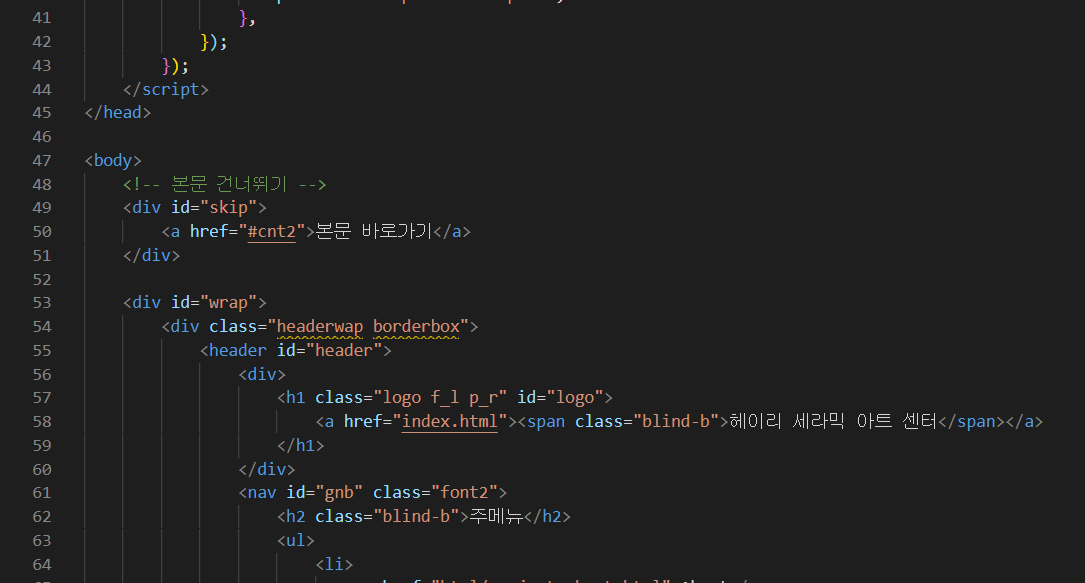 41 },
42 });
43 });
44 </script>
45 </head>
46
47 <body>
48 <!-- 본문 건너뛰기 -->
49 <div id="skip">
50 <a href="#cnt2">본문 바로가기</a>
51 </div>
52
53 <div id="wrap">
54 <div class="headerwap borderbox">
55 <header id="header">
56 <div>
57 <h1 class="logo f_l p_r" id="logo">
58 <a href="index.html"><span class="blind-b">헤이리 세라믹 아트 센터</span></a>
59 </h1>
60 </div>
61 <nav id="gnb" class="font2">
62 <h2 class="blind-b">주메뉴</h2>
63 <ul>
64 <li>